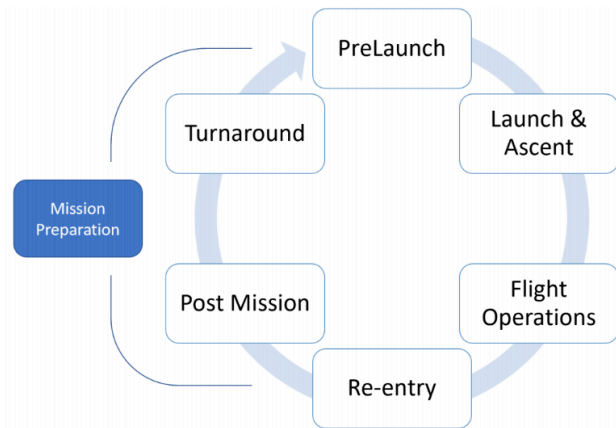 PreLaunch
Launch &
Ascent
Flight
Operations
Re-entry
Post Mission
Turnaround
Mission
Preparation